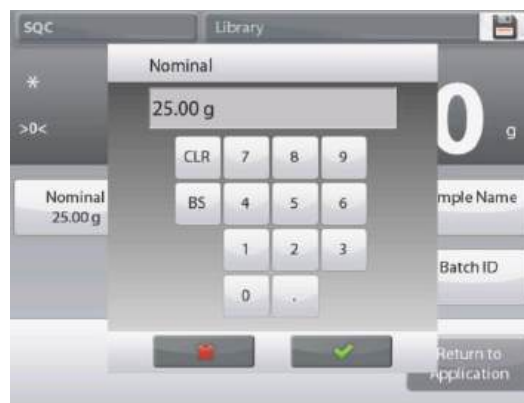 SQC
Library
Nominal
*
25.00 g
>0<
0 g
CLR 7 8 9
Nominal
25.00 g
BS 4 5 6
mple Name
1 2 3
Batch ID
0 .
Return to
Application